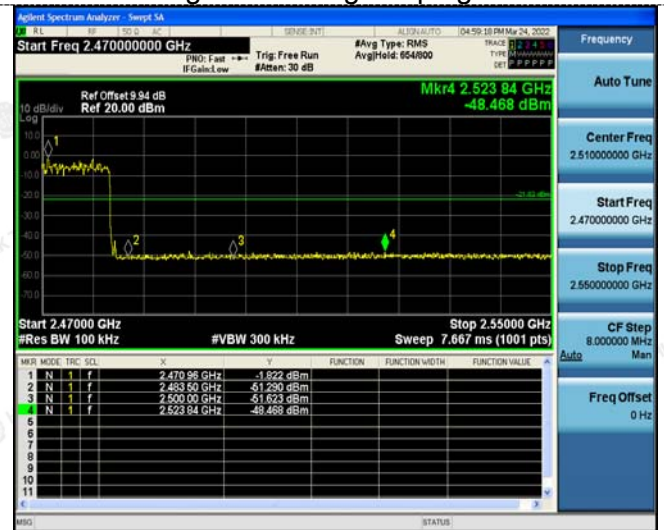 Agilent Spectrum Analyzer - Swept SA
RL RF 50 Ω AC SENSE:INT ALIGN AUTO 04:59:18 PM Mar 24, 2022
Start Freq 2.470000000 GHz
PNO: Fast Trig: Free Run #Avg Type: RMS TRACE 1 2 3 4 5 6
IFGain:Low #Atten: 30 dB Avg|Hold: 654/800 TYPE
DET P P P P P P
Mkr4 2.523 84 GHz
-48.468 dBm
Ref Offset 9.94 dB
10 dB/div Ref 20.00 dBm
Log
10.0
0.00
-10.0
-20.0
-30.0
-40.0
-50.0
-60.0
-70.0
1
2
3
4
Start 2.47000 GHz Stop 2.55000 GHz
#Res BW 100 kHz #VBW 300 kHz Sweep 7.667 ms (1001 pts)
MKR MODE TRC SCL X Y FUNCTION FUNCTION WIDTH FUNCTION VALUE
1 N 1 f 2.470 96 GHz -1.822 dBm
2 N 1 f 2.483 50 GHz -51.290 dBm
3 N 1 f 2.500 00 GHz -51.623 dBm
4 N 1 f 2.523 84 GHz -48.468 dBm
5
6
7
8
9
10
11
MSG STATUS
Frequency
Auto Tune
Center Freq
2.510000000 GHz
Start Freq
2.470000000 GHz
Stop Freq
2.550000000 GHz
CF Step
8.000000 MHz
Auto Man
Freq Offset
0 Hz